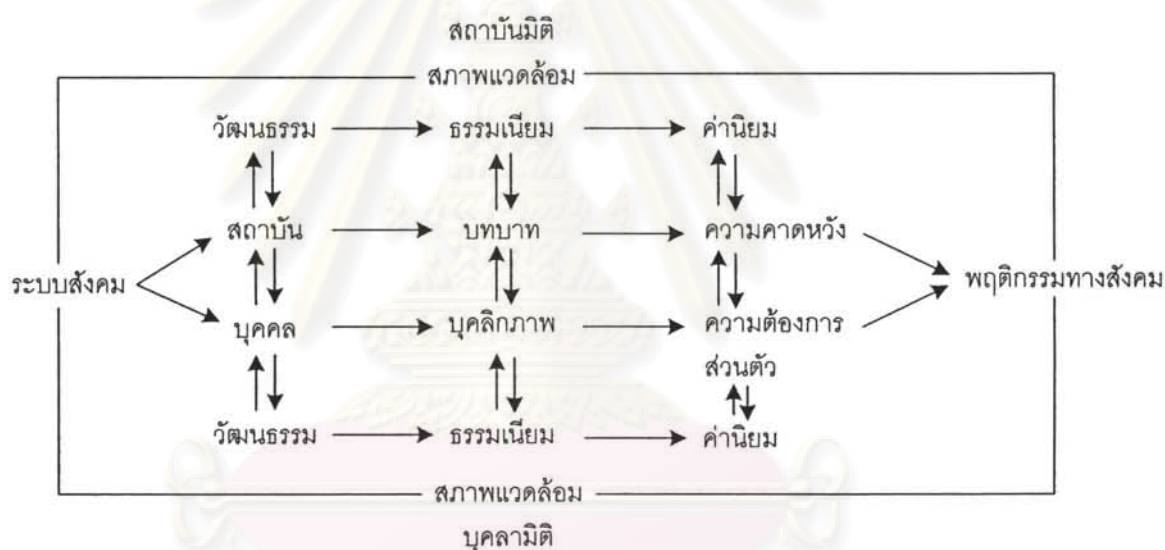 สถาบันมิติ
สภาพแวดล้อม
วัฒนธรรม ธรรมเนียม ค่านิยม
สถาบัน บทบาท ความคาดหวัง
ระบบสังคม พฤติกรรมทางสังคม
บุคคล บุคลิกภาพ ความต้องการ
ส่วนตัว
วัฒนธรรม ธรรมเนียม ค่านิยม
สภาพแวดล้อม
บุคลามิติ